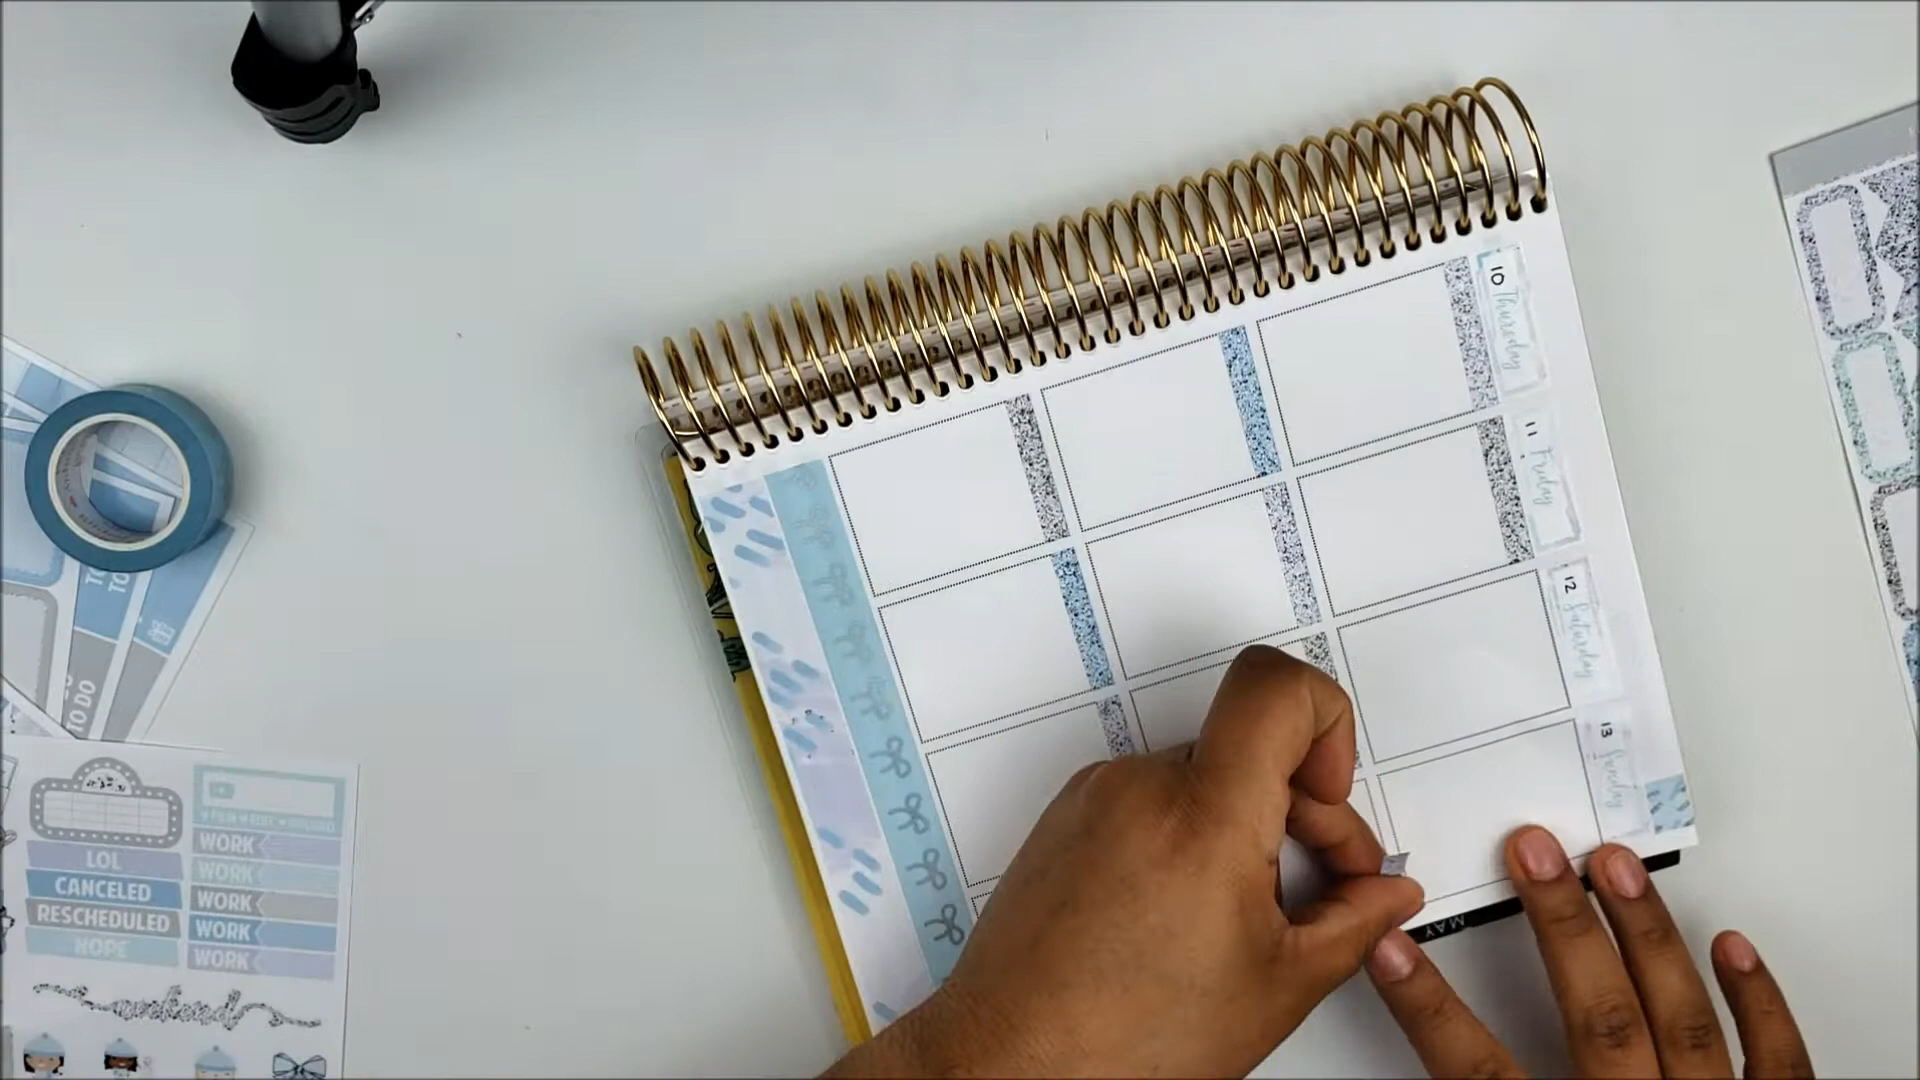 10 Thursday
11 Friday
12 Saturday
13 Sunday
MAY
TO DO
LOL
CANCELED
RESCHEDULED
NOPE
WORK
WORK
WORK
WORK
WORK
weekend